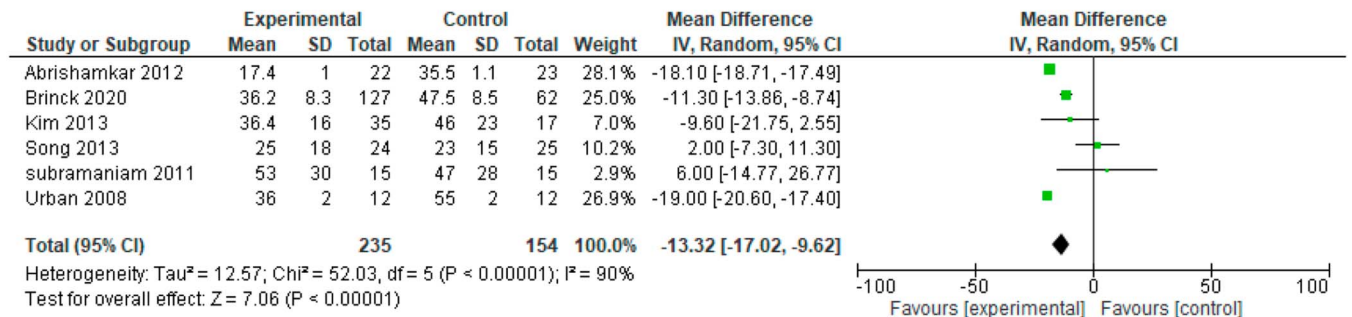 Experimental Control Mean Difference Mean Difference
Study or Subgroup Mean SD Total Mean SD Total Weight IV, Random, 95% CI IV, Random, 95% CI
Abrishamkar 2012 17.4 1 22 35.5 1.1 23 28.1% -18.10 [-18.71, -17.49]
Brinck 2020 36.2 8.3 127 47.5 8.5 62 25.0% -11.30 [-13.86, -8.74]
Kim 2013 36.4 16 35 46 23 17 7.0% -9.60 [-21.75, 2.55]
Song 2013 25 18 24 23 15 25 10.2% 2.00 [-7.30, 11.30]
subramaniam 2011 53 30 15 47 28 15 2.9% 6.00 [-14.77, 26.77]
Urban 2008 36 2 12 55 2 12 26.9% -19.00 [-20.60, -17.40]
Total (95% CI) 235 154 100.0% -13.32 [-17.02, -9.62]
Heterogeneity: Tau² = 12.57; Chi² = 52.03, df = 5 (P < 0.00001); I² = 90%
Test for overall effect: Z = 7.06 (P < 0.00001)
-100 -50 0 50 100
Favours [experimental] Favours [control]